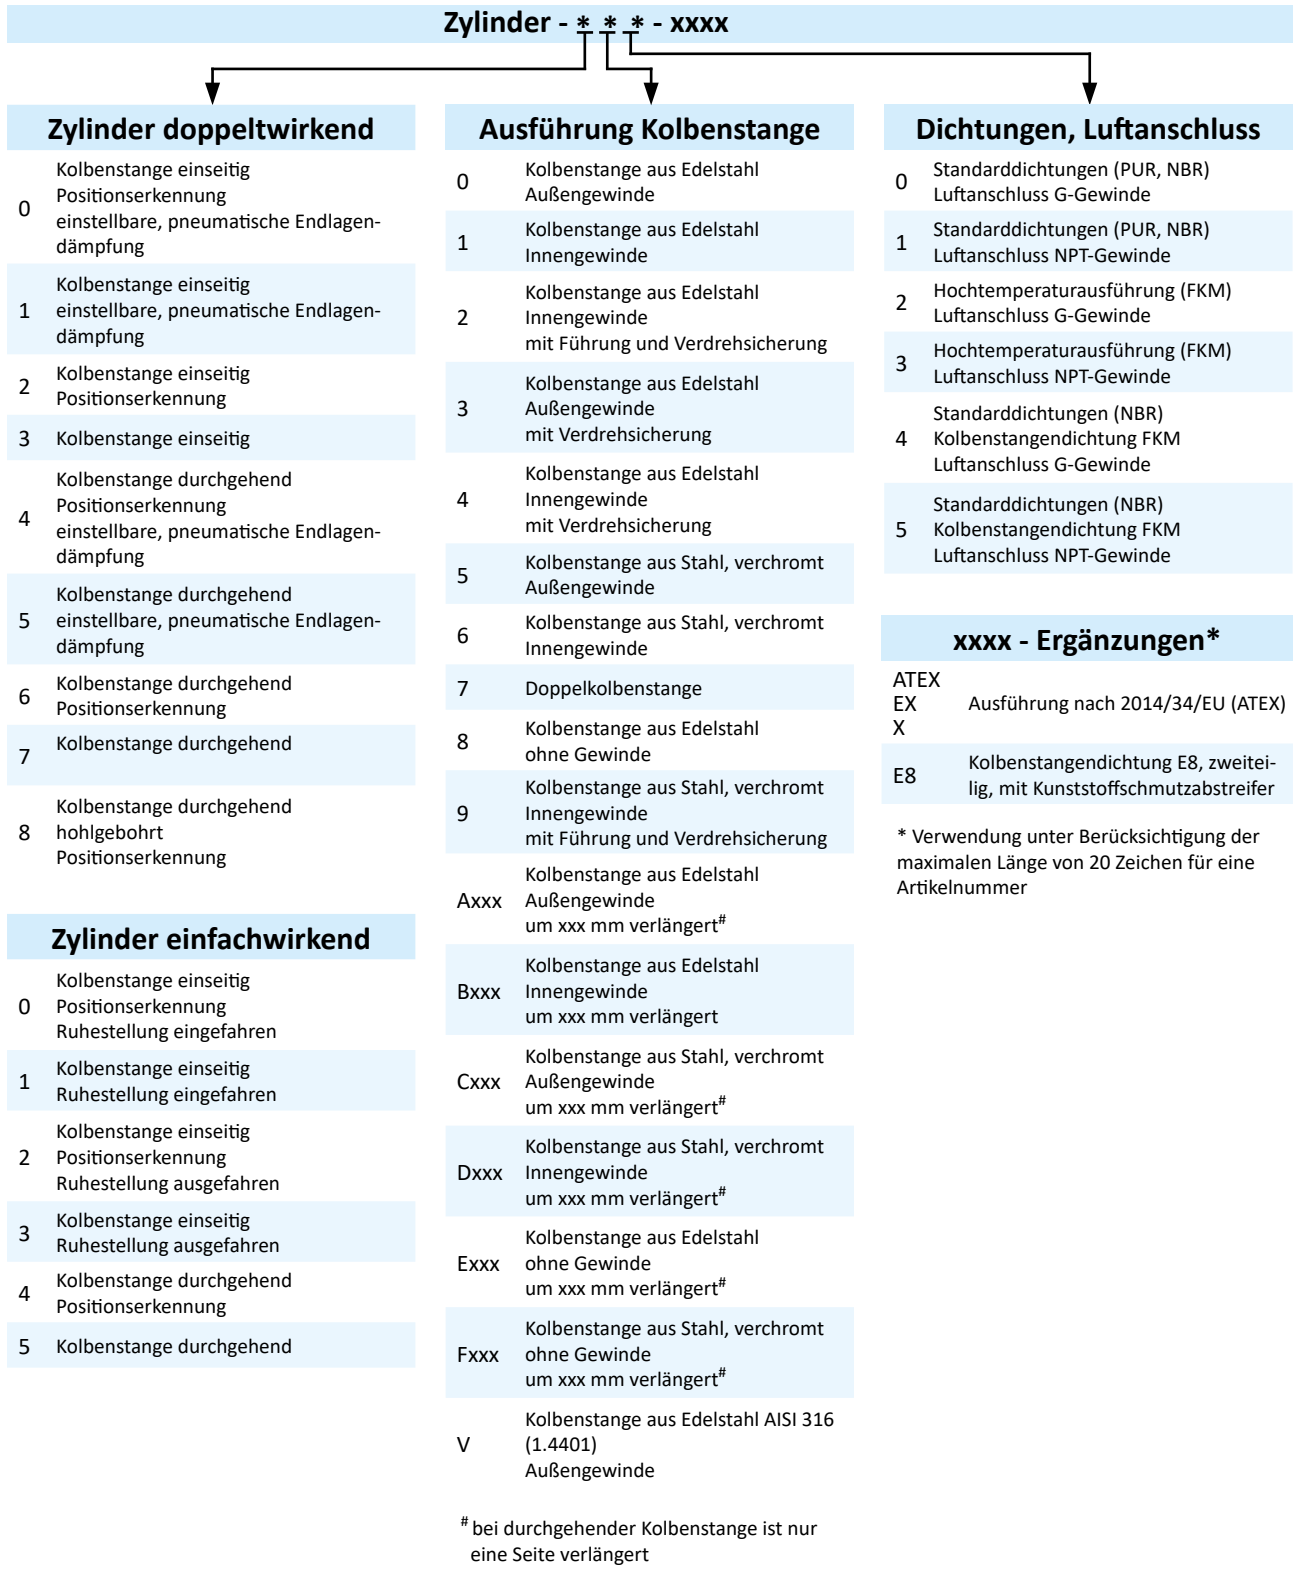 Zylinder - * * * - xxxx
Zylinder doppeltwirkend
0
Kolbenstange einseitig
Positionserkennung
einstellbare, pneumatische Endlagen-
dämpfung
1
Kolbenstange einseitig
einstellbare, pneumatische Endlagen-
dämpfung
2
Kolbenstange einseitig
Positionserkennung
3 Kolbenstange einseitig
4
Kolbenstange durchgehend
Positionserkennung
einstellbare, pneumatische Endlagen-
dämpfung
5
Kolbenstange durchgehend
einstellbare, pneumatische Endlagen-
dämpfung
6
Kolbenstange durchgehend
Positionserkennung
7
Kolbenstange durchgehend
8
Kolbenstange durchgehend
hohlgebohrt
Positionserkennung
Zylinder einfachwirkend
0
Kolbenstange einseitig
Positionserkennung
Ruhestellung eingefahren
1
Kolbenstange einseitig
Ruhestellung eingefahren
2
Kolbenstange einseitig
Positionserkennung
Ruhestellung ausgefahren
3
Kolbenstange einseitig
Ruhestellung ausgefahren
4
Kolbenstange durchgehend
Positionserkennung
5 Kolbenstange durchgehend
Ausführung Kolbenstange
0
Kolbenstange aus Edelstahl
Außengewinde
1
Kolbenstange aus Edelstahl
Innengewinde
2
Kolbenstange aus Edelstahl
Innengewinde
mit Führung und Verdrehsicherung
3
Kolbenstange aus Edelstahl
Außengewinde
mit Verdrehsicherung
4
Kolbenstange aus Edelstahl
Innengewinde
mit Verdrehsicherung
5
Kolbenstange aus Stahl, verchromt
Außengewinde
6
Kolbenstange aus Stahl, verchromt
Innengewinde
7 Doppelkolbenstange
8
Kolbenstange aus Edelstahl
ohne Gewinde
9
Kolbenstange aus Stahl, verchromt
Innengewinde
mit Führung und Verdrehsicherung
Axxx
Kolbenstange aus Edelstahl
Außengewinde
um xxx mm verlängert#
Bxxx
Kolbenstange aus Edelstahl
Innengewinde
um xxx mm verlängert
Cxxx
Kolbenstange aus Stahl, verchromt
Außengewinde
um xxx mm verlängert#
Dxxx
Kolbenstange aus Stahl, verchromt
Innengewinde
um xxx mm verlängert#
Exxx
Kolbenstange aus Edelstahl
ohne Gewinde
um xxx mm verlängert#
Fxxx
Kolbenstange aus Stahl, verchromt
ohne Gewinde
um xxx mm verlängert#
V
Kolbenstange aus Edelstahl AISI 316
(1.4401)
Außengewinde
# bei durchgehender Kolbenstange ist nur
eine Seite verlängert
Dichtungen, Luftanschluss
0
Standarddichtungen (PUR, NBR)
Luftanschluss G-Gewinde
1
Standarddichtungen (PUR, NBR)
Luftanschluss NPT-Gewinde
2
Hochtemperaturausführung (FKM)
Luftanschluss G-Gewinde
3
Hochtemperaturausführung (FKM)
Luftanschluss NPT-Gewinde
4
Standarddichtungen (NBR)
Kolbenstangendichtung FKM
Luftanschluss G-Gewinde
5
Standarddichtungen (NBR)
Kolbenstangendichtung FKM
Luftanschluss NPT-Gewinde
xxxx - Ergänzungen*
ATEX
EX
X
Ausführung nach 2014/34/EU (ATEX)
E8
Kolbenstangendichtung E8, zweitei-
lig, mit Kunststoffschmutzabstreifer
* Verwendung unter Berücksichtigung der
maximalen Länge von 20 Zeichen für eine
Artikelnummer